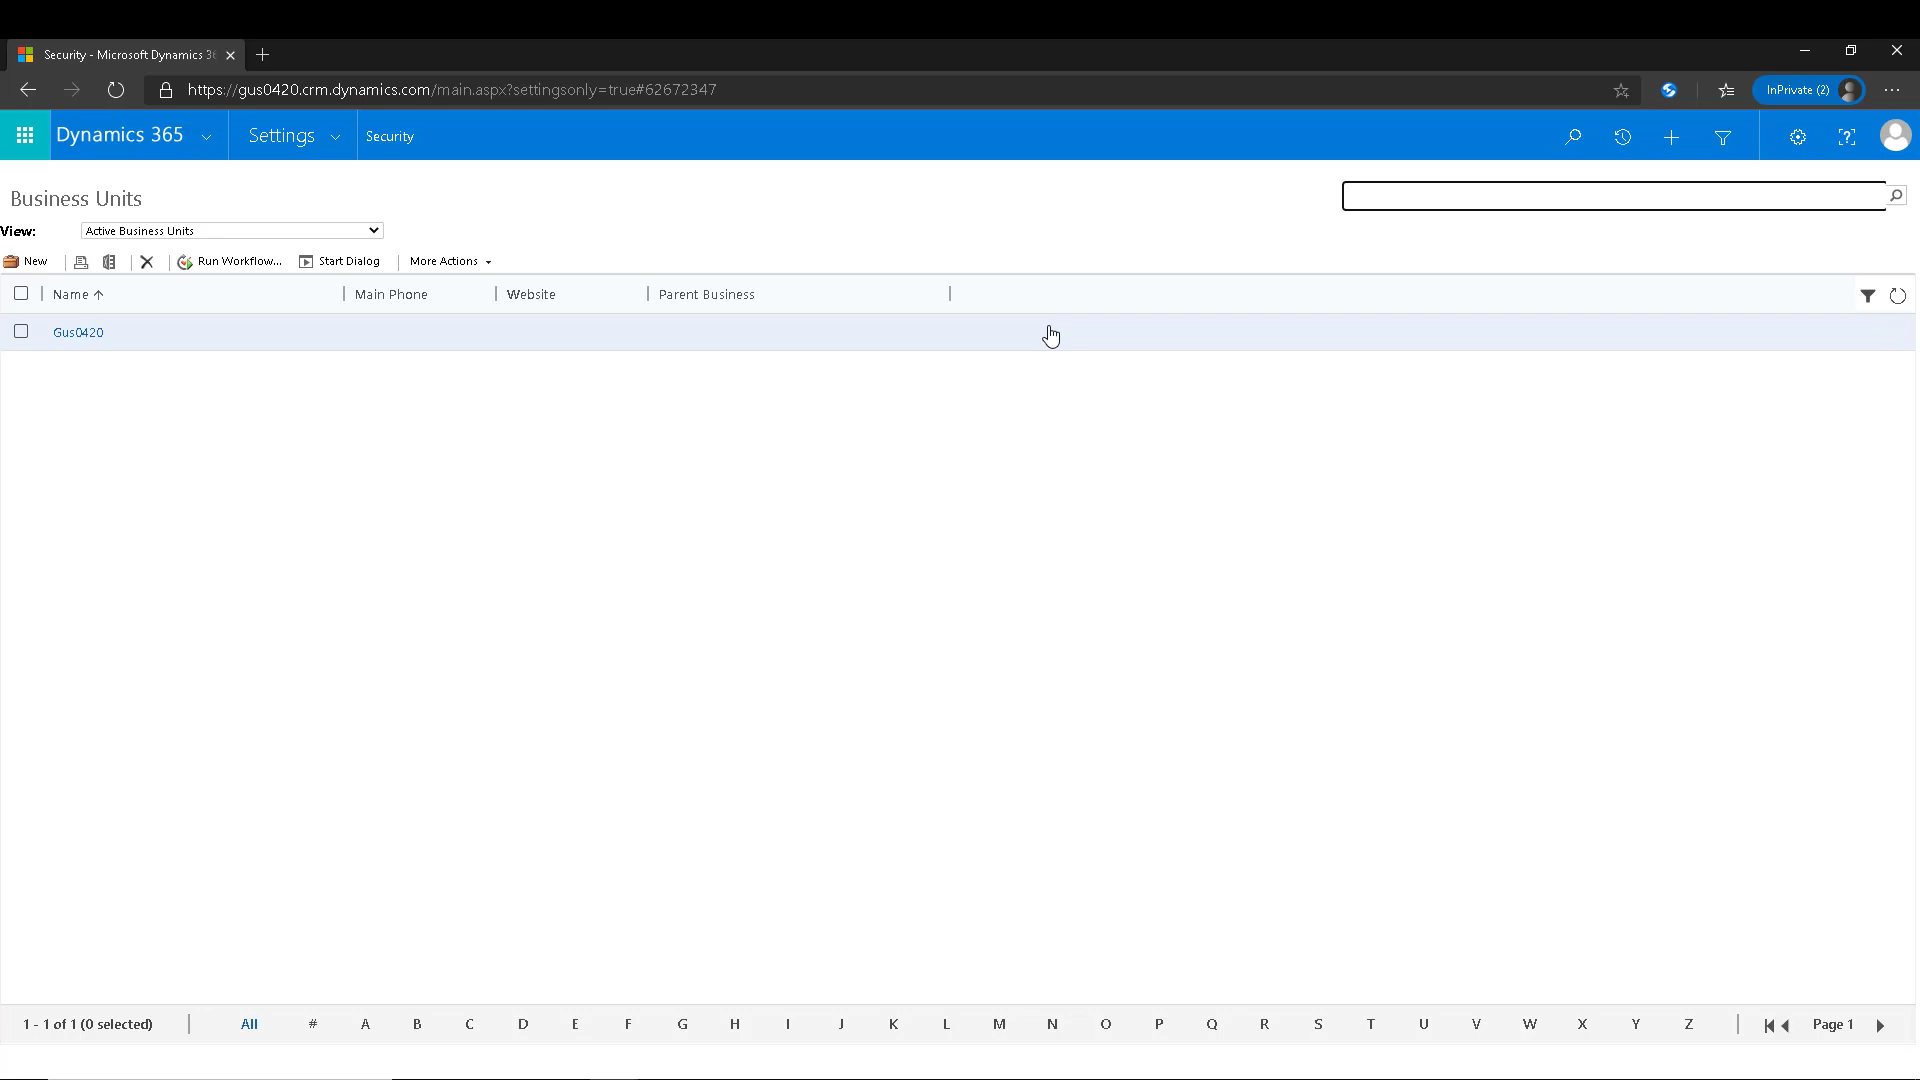 Security - Microsoft Dynamics 36
https://gus0420.crm.dynamics.com/main.aspx?settingsonly=true#62672347
InPrivate (2)
Dynamics 365
Settings
Security
Business Units
View:
Active Business Units
New
Run Workflow...
Start Dialog
More Actions
Name
Main Phone
Website
Parent Business
Gus0420
1 - 1 of 1 (0 selected)
All # A B C D E F G H I J K L M N O P Q R S T U V W X Y Z
Page 1